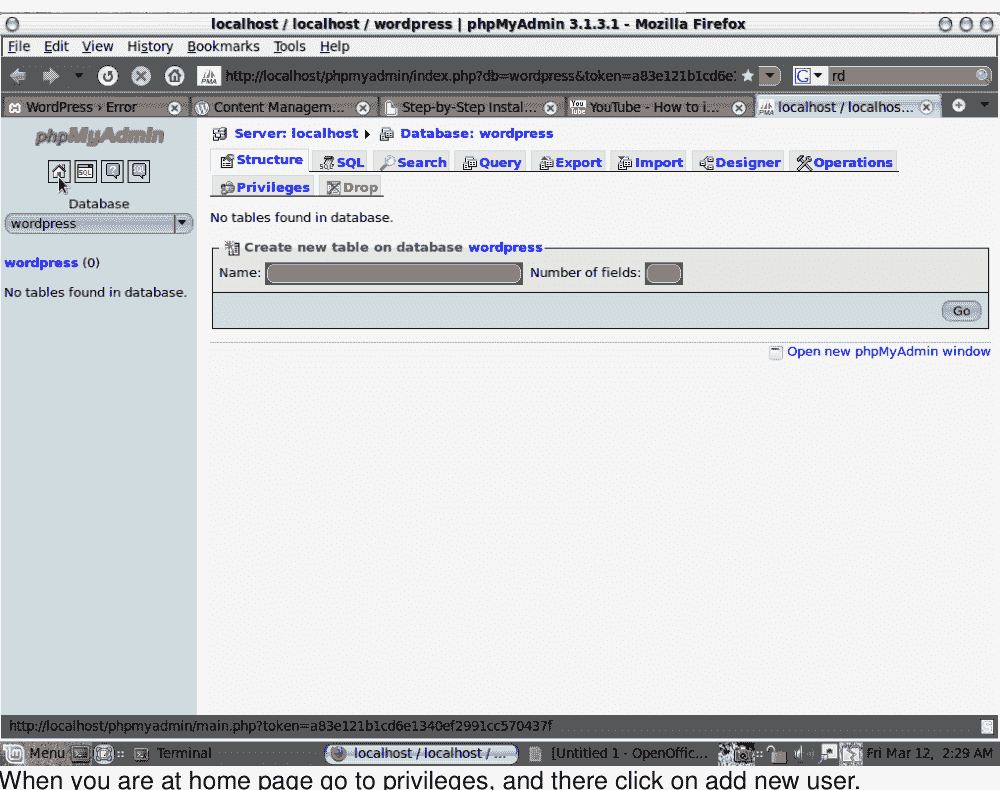 localhost / localhost / wordpress | phpMyAdmin 3.1.3.1 - Mozilla Firefox
File Edit View History Bookmarks Tools Help
PMA http://localhost/phpmyadmin/index.php?db=wordpress&token=a83e121b1cd6e: G rd
WordPress › Error Content Managem... Step-by-Step Instal... You Tube YouTube - How to i... PMA localhost / localhos...
phpMyAdmin
Server: localhost Database: wordpress
Structure SQL Search Query Export Import Designer Operations
SQL
Privileges Drop
Database
wordpress
No tables found in database.
wordpress (0)
No tables found in database.
Create new table on database wordpress
Name: Number of fields:
Go
Open new phpMyAdmin window
http://localhost/phpmyadmin/main.php?token=a83e121b1cd6e1340ef2991cc570437f
Menu Terminal localhost / localhost / ... [Untitled 1 - OpenOffic... Fri Mar 12, 2:29 AM
When you are at home page go to privileges, and there click on add new user.